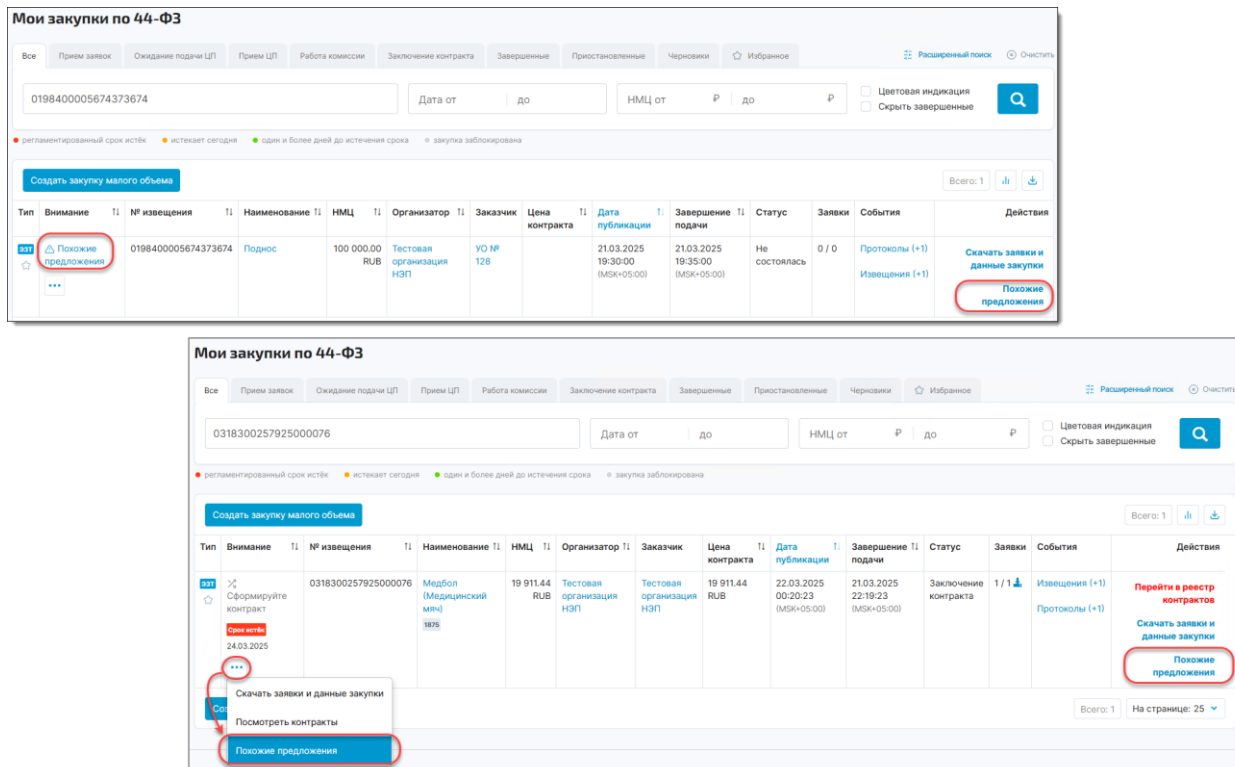 Мои закупки по 44-ФЗ
Все Прием заявок Ожидание подачи ЦП Прием ЦП Работа комиссии Заключение контракта Завершенные Приостановленные Черновики Избранное Расширенный поиск Очистить
0198400005674373674 Дата от до НМЦ от ₽ до ₽ Цветовая индикация
Скрыть завершенные
регламентированный срок истёк истекает сегодня один и более дней до истечения срока закупка заблокирована
Создать закупку малого объема Всего: 1
Тип Внимание № извещения Наименование НМЦ Организатор Заказчик Цена Дата Завершение Статус Заявки События Действия
контракта публикации подачи
ЭЗТ Похожие 0198400005674373674 Поднос 100 000.00 Тестовая УО № 21.03.2025 21.03.2025 Не 0 / 0 Протоколы (+1) Скачать заявки и
предложения RUB организация 128 19:30:00 19:35:00 состоялась данные закупки
НЭП (MSK+05:00) (MSK+05:00) Извещения (+1)
Похожие
предложения
Мои закупки по 44-ФЗ
Все Прием заявок Ожидание подачи ЦП Прием ЦП Работа комиссии Заключение контракта Завершенные Приостановленные Черновики Избранное Расширенный поиск Очистить
0318300257925000076 Дата от до НМЦ от ₽ до ₽ Цветовая индикация
Скрыть завершенные
регламентированный срок истёк истекает сегодня один и более дней до истечения срока закупка заблокирована
Создать закупку малого объема Всего: 1
Тип Внимание № извещения Наименование НМЦ Организатор Заказчик Цена Дата Завершение Статус Заявки События Действия
контракта публикации подачи
ЭЗТ 0318300257925000076 Медбол 19 911.44 Тестовая Тестовая 19 911.44 22.03.2025 21.03.2025 Заключение 1 / 1 Извещения (+1) Перейти в реестр
Сформируйте (Медицинский RUB организация организация RUB 00:20:23 22:19:23 контракта контрактов
контракт мяч) НЭП НЭП (MSK+05:00) (MSK+05:00) Протоколы (+1)
Срок истёк 1875 Скачать заявки и
24.03.2025 данные закупки
Похожие
предложения
Скачать заявки и данные закупки
Со Всего: 1 На странице: 25
Посмотреть контракты
Похожие предложения